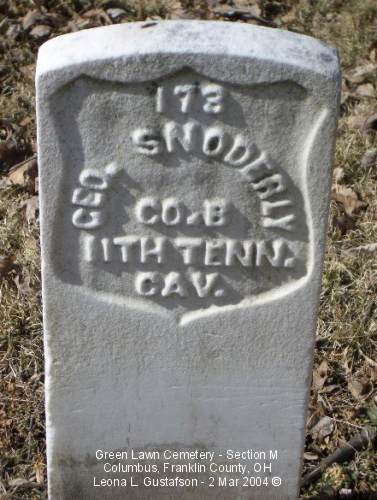 173
GEO. SNODERLY
CO. B
11TH TENN.
CAV.
Green Lawn Cemetery - Section M
Columbus, Franklin County, OH
Leona L. Gustafson - 2 Mar 2004 ©